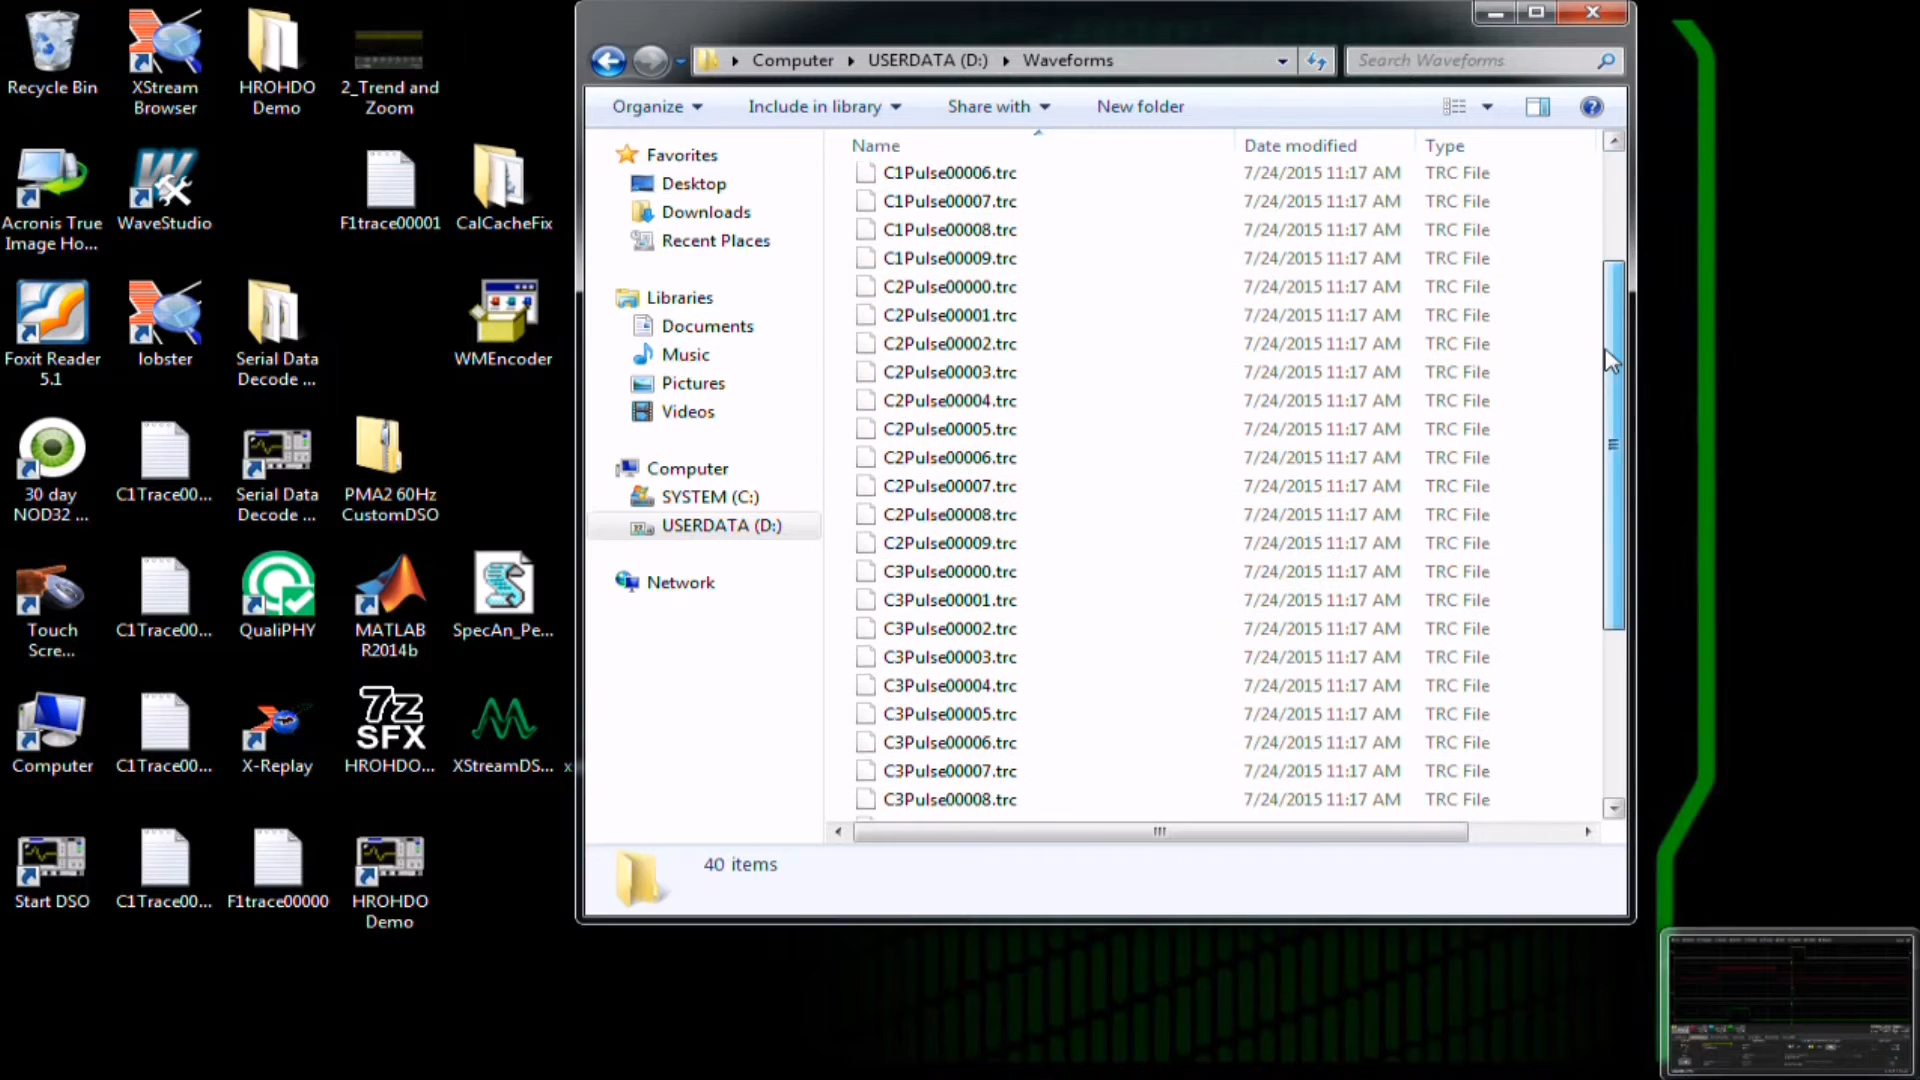 Recycle Bin
XStream
Browser
HROHDO
Demo
2_Trend and
Zoom
Acronis True
Image Ho...
WaveStudio
F1trace00001
CalCacheFix
Foxit Reader
5.1
lobster
Serial Data
Decode ...
WMEncoder
30 day
NOD32 ...
C1Trace00...
Serial Data
Decode ...
PMA2 60Hz
CustomDSO
Touch
Scre...
C1Trace00...
QualiPHY
MATLAB
R2014b
SpecAn_Pe...
Computer
C1Trace00...
X-Replay
7z
SFX
HROHDO...
XStreamDS...
x
Start DSO
C1Trace00...
F1trace00000
HROHDO
Demo
Computer USERDATA (D:) Waveforms
Search Waveforms
Organize Include in library Share with New folder
Favorites
Desktop
Downloads
Recent Places
Libraries
Documents
Music
Pictures
Videos
Computer
SYSTEM (C:)
USERDATA (D:)
Network
Name Date modified Type
C1Pulse00006.trc 7/24/2015 11:17 AM TRC File
C1Pulse00007.trc 7/24/2015 11:17 AM TRC File
C1Pulse00008.trc 7/24/2015 11:17 AM TRC File
C1Pulse00009.trc 7/24/2015 11:17 AM TRC File
C2Pulse00000.trc 7/24/2015 11:17 AM TRC File
C2Pulse00001.trc 7/24/2015 11:17 AM TRC File
C2Pulse00002.trc 7/24/2015 11:17 AM TRC File
C2Pulse00003.trc 7/24/2015 11:17 AM TRC File
C2Pulse00004.trc 7/24/2015 11:17 AM TRC File
C2Pulse00005.trc 7/24/2015 11:17 AM TRC File
C2Pulse00006.trc 7/24/2015 11:17 AM TRC File
C2Pulse00007.trc 7/24/2015 11:17 AM TRC File
C2Pulse00008.trc 7/24/2015 11:17 AM TRC File
C2Pulse00009.trc 7/24/2015 11:17 AM TRC File
C3Pulse00000.trc 7/24/2015 11:17 AM TRC File
C3Pulse00001.trc 7/24/2015 11:17 AM TRC File
C3Pulse00002.trc 7/24/2015 11:17 AM TRC File
C3Pulse00003.trc 7/24/2015 11:17 AM TRC File
C3Pulse00004.trc 7/24/2015 11:17 AM TRC File
C3Pulse00005.trc 7/24/2015 11:17 AM TRC File
C3Pulse00006.trc 7/24/2015 11:17 AM TRC File
C3Pulse00007.trc 7/24/2015 11:17 AM TRC File
C3Pulse00008.trc 7/24/2015 11:17 AM TRC File
40 items